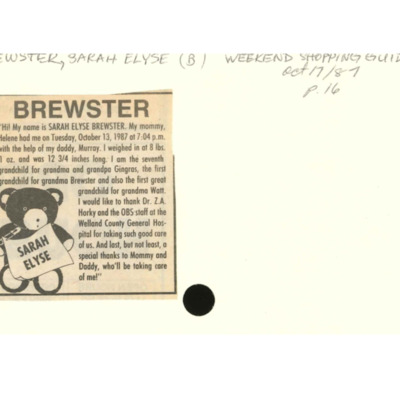 EWSTER, SARAH ELYSE (B) WEEKEND SHOPPING GUID
Oct 17/87
p. 16
BREWSTER
"Hi! My name is SARAH ELYSE BREWSTER. My mommy,
Helene had me on Tuesday, October 13, 1987 at 7:04 p.m.
with the help of my daddy, Murray. I weighed in at 8 lbs.
1 oz. and was 12 3/4 inches long. I am the seventh
grandchild for grandma and grandpa Gingras, the first
grandchild for grandma Brewster and also the first great
grandchild for grandma Watt.
I would like to thank Dr. Z.A.
Horky and the OBS staff at the
Welland County General Hos-
pital for taking such good care
of us. And last, but not least, a
special thanks to Mommy and
Daddy, who'll be taking care
of me!"
SARAH
ELYSE